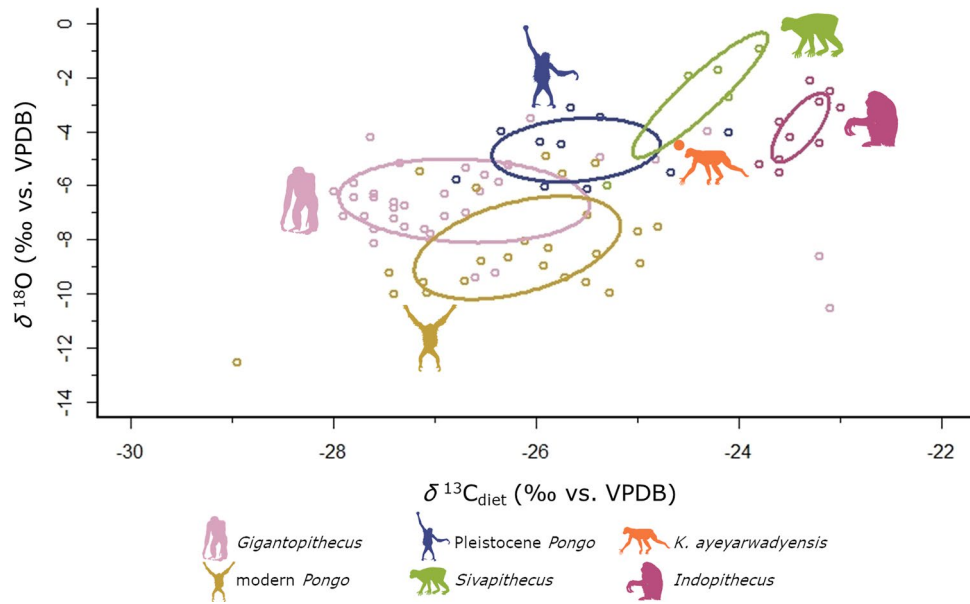 0
-2
-4
-6
-8
-10
-12
-14
δ 18O (‰ vs. VPDB)
-30 -28 -26 -24 -22
δ 13Cdiet (‰ vs. VPDB)
Gigantopithecus Pleistocene Pongo K. ayeyarwadyensis
modern Pongo Sivapithecus Indopithecus